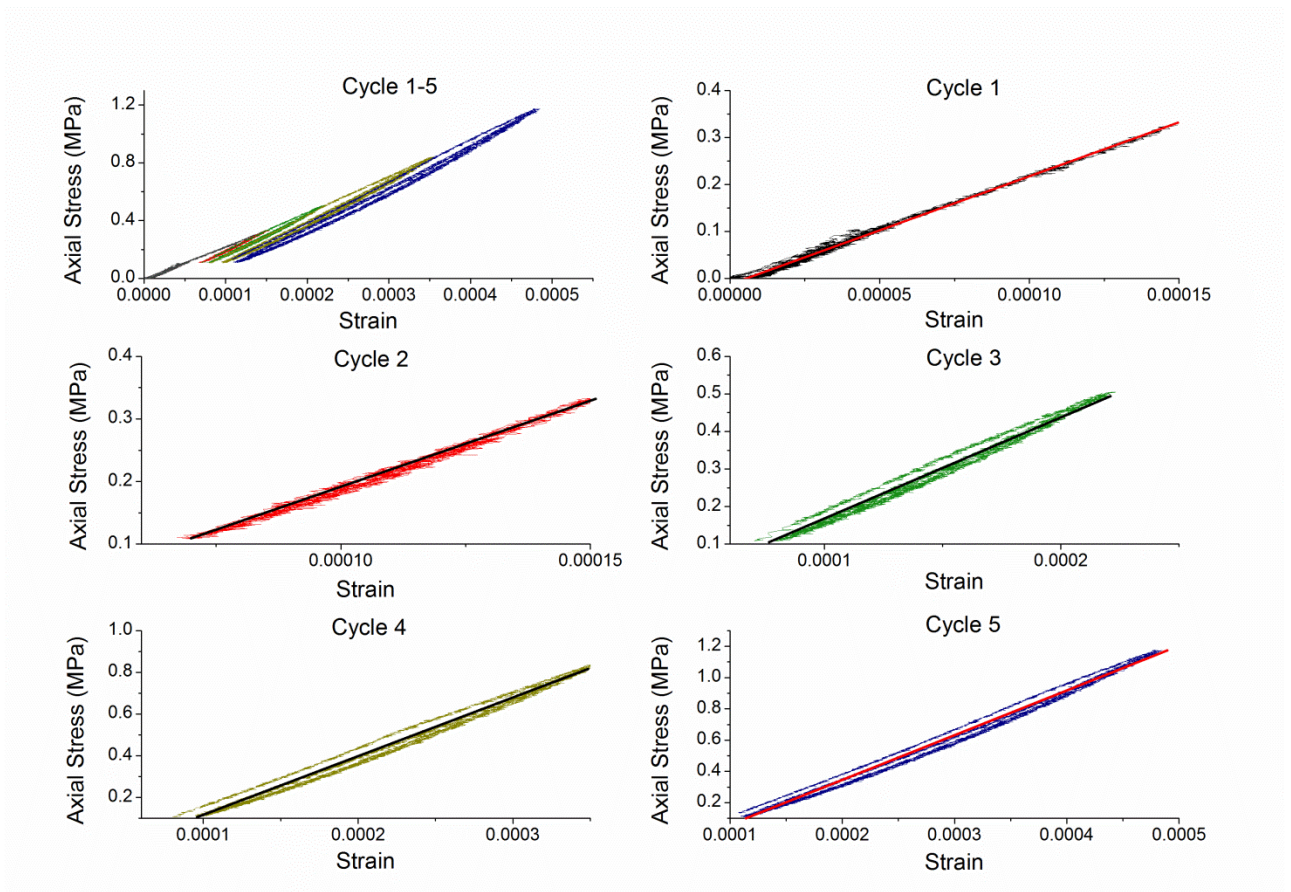 Cycle 1-5
Axial Stress (MPa)
1.2
0.8
0.4
0.0
0.0000 0.0001 0.0002 0.0003 0.0004 0.0005
Strain
Cycle 1
Axial Stress (MPa)
0.4
0.3
0.2
0.1
0.0
0.00000 0.00005 0.00010 0.00015
Strain
Cycle 2
Axial Stress (MPa)
0.4
0.3
0.2
0.1
0.00010 0.00015
Strain
Cycle 3
Axial Stress (MPa)
0.6
0.5
0.4
0.3
0.2
0.1
0.0001 0.0002
Strain
Cycle 4
Axial Stress (MPa)
1.0
0.8
0.6
0.4
0.2
0.0001 0.0002 0.0003
Strain
Cycle 5
Axial Stress (MPa)
1.2
1.0
0.8
0.6
0.4
0.2
0.0001 0.0002 0.0003 0.0004 0.0005
Strain